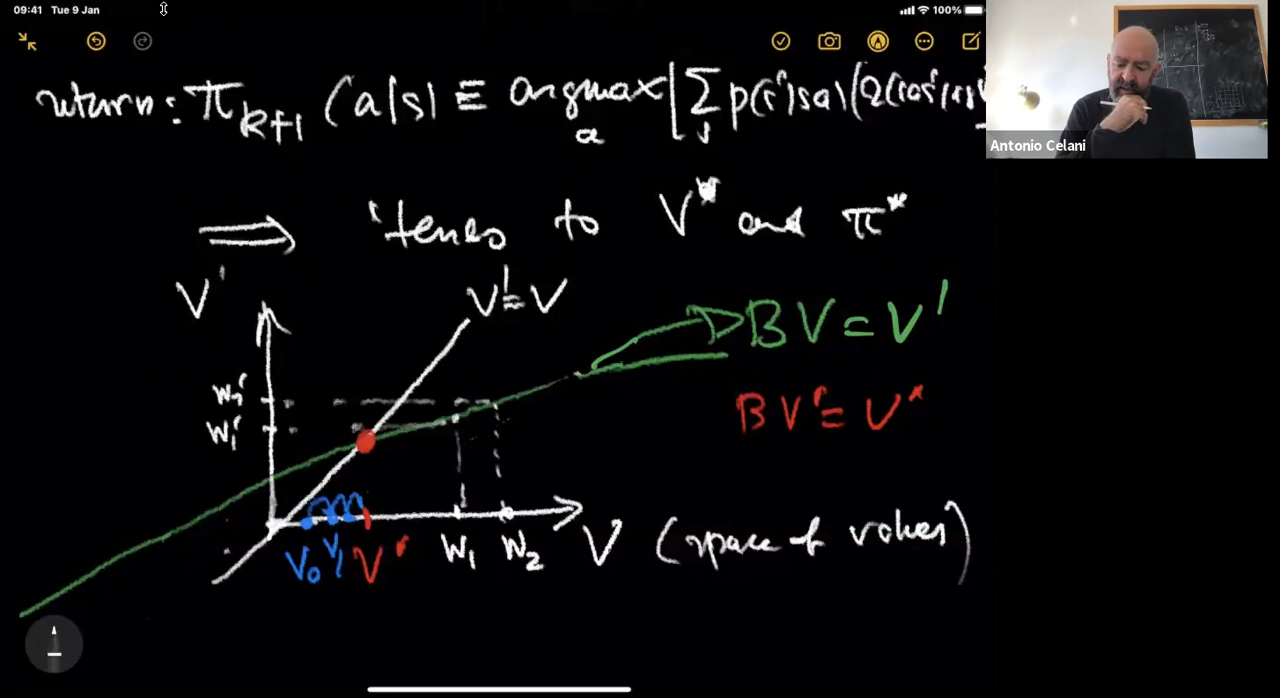 09:41 Tue 9 Jan
100%
Antonio Celani
return: π_{k+1} (a|s) ≡ argmax_a [ Σ p(s'|sa)
⟹ tends to V* and π*
V'
V' = V
BV = V'
BV* = V*
W₂'
W₁'
V₀ V₁ V* W₁ W₂ V (space of values)